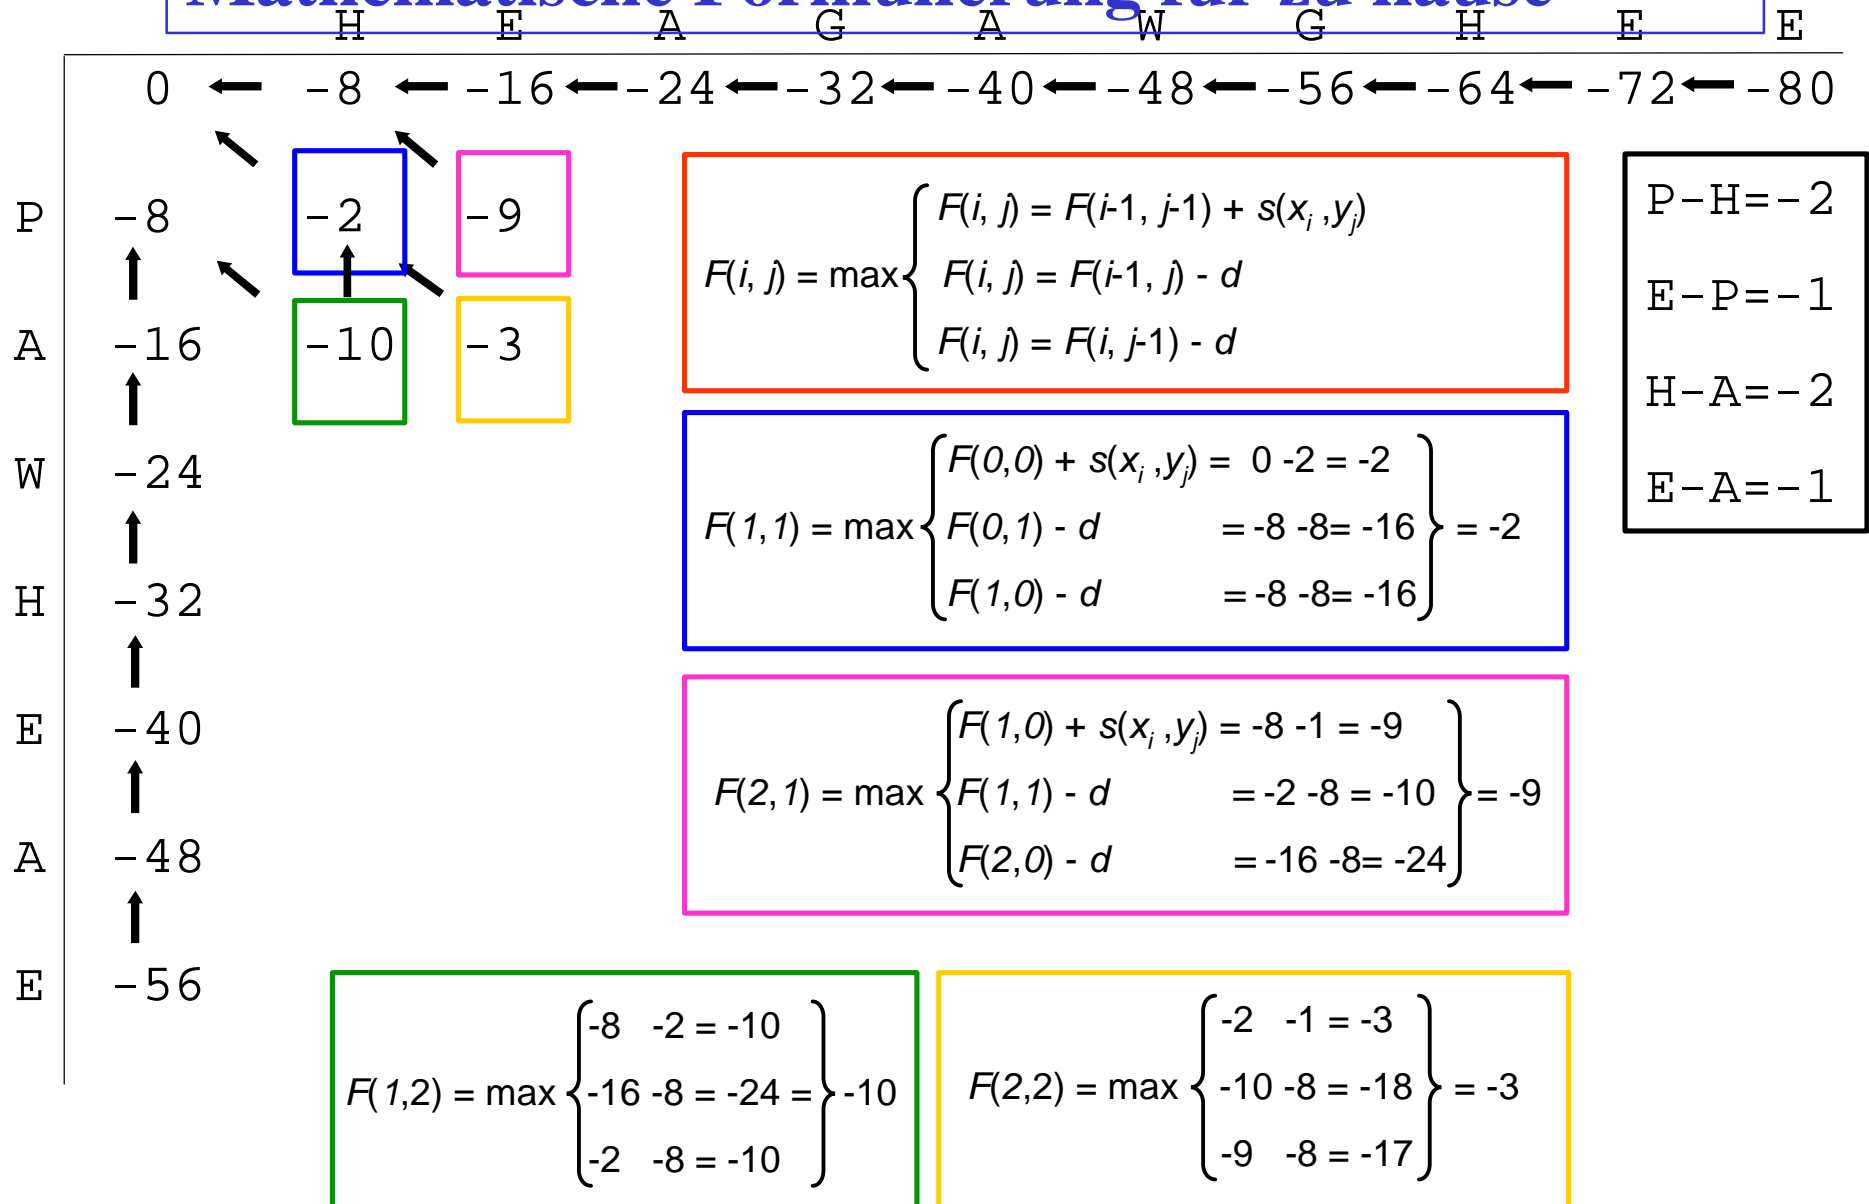 Mathematische Formulierung für zu hause
H E A G A W G H E E
0 -8 -16 -24 -32 -40 -48 -56 -64 -72 -80
P -8 -2 -9
A -16 -10 -3
W -24
H -32
E -40
A -48
E -56
F(i, j) = max
F(i, j) = F(i-1, j-1) + s(xi ,yj)
F(i, j) = F(i-1, j) - d
F(i, j) = F(i, j-1) - d
P-H=-2
E-P=-1
H-A=-2
E-A=-1
F(0,0) + s(xi ,yj) = 0 -2 = -2
F(1,1) = max F(0,1) - d = -8 -8= -16 = -2
F(1,0) - d = -8 -8= -16
F(1,0) + s(xi ,yj) = -8 -1 = -9
F(2,1) = max F(1,1) - d = -2 -8 = -10 = -9
F(2,0) - d = -16 -8= -24
-8 -2 = -10
F(1,2) = max -16 -8 = -24 = -10
-2 -8 = -10
-2 -1 = -3
F(2,2) = max -10 -8 = -18 = -3
-9 -8 = -17